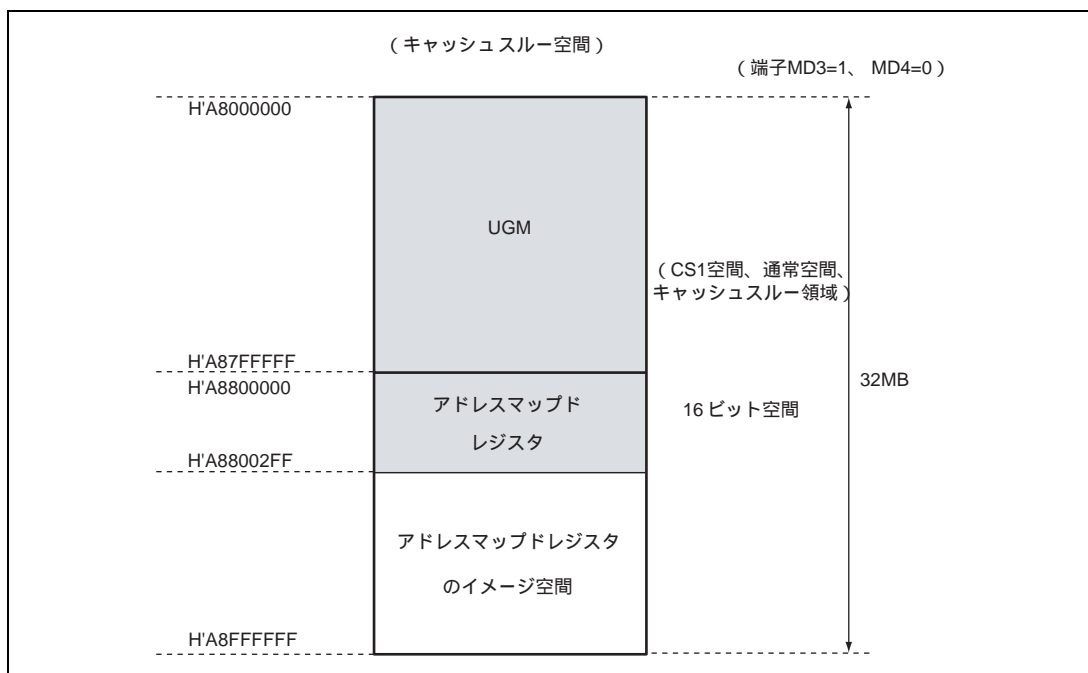 （キャッシュスルー空間）
（端子MD3=1、 MD4=0）
H'A8000000
UGM
（CS1空間、通常空間、
キャッシュスルー領域）
H'A87FFFFF
H'A8800000
32MB
アドレスマップド
レジスタ
16ビット空間
H'A88002FF
アドレスマップドレジスタ
のイメージ空間
H'A8FFFFFF